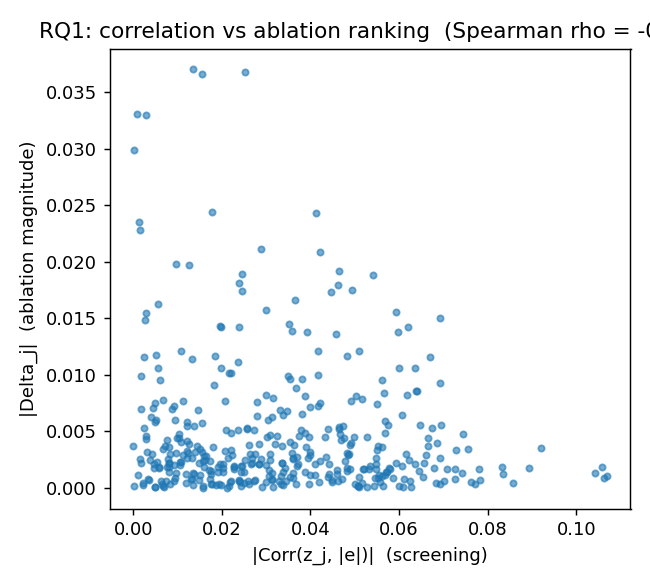 RQ1: correlation vs ablation ranking (Spearman rho = -0
|Delta_j| (ablation magnitude)
0.035
0.030
0.025
0.020
0.015
0.010
0.005
0.000
0.00 0.02 0.04 0.06 0.08 0.10
|Corr(z_j, |e|)| (screening)